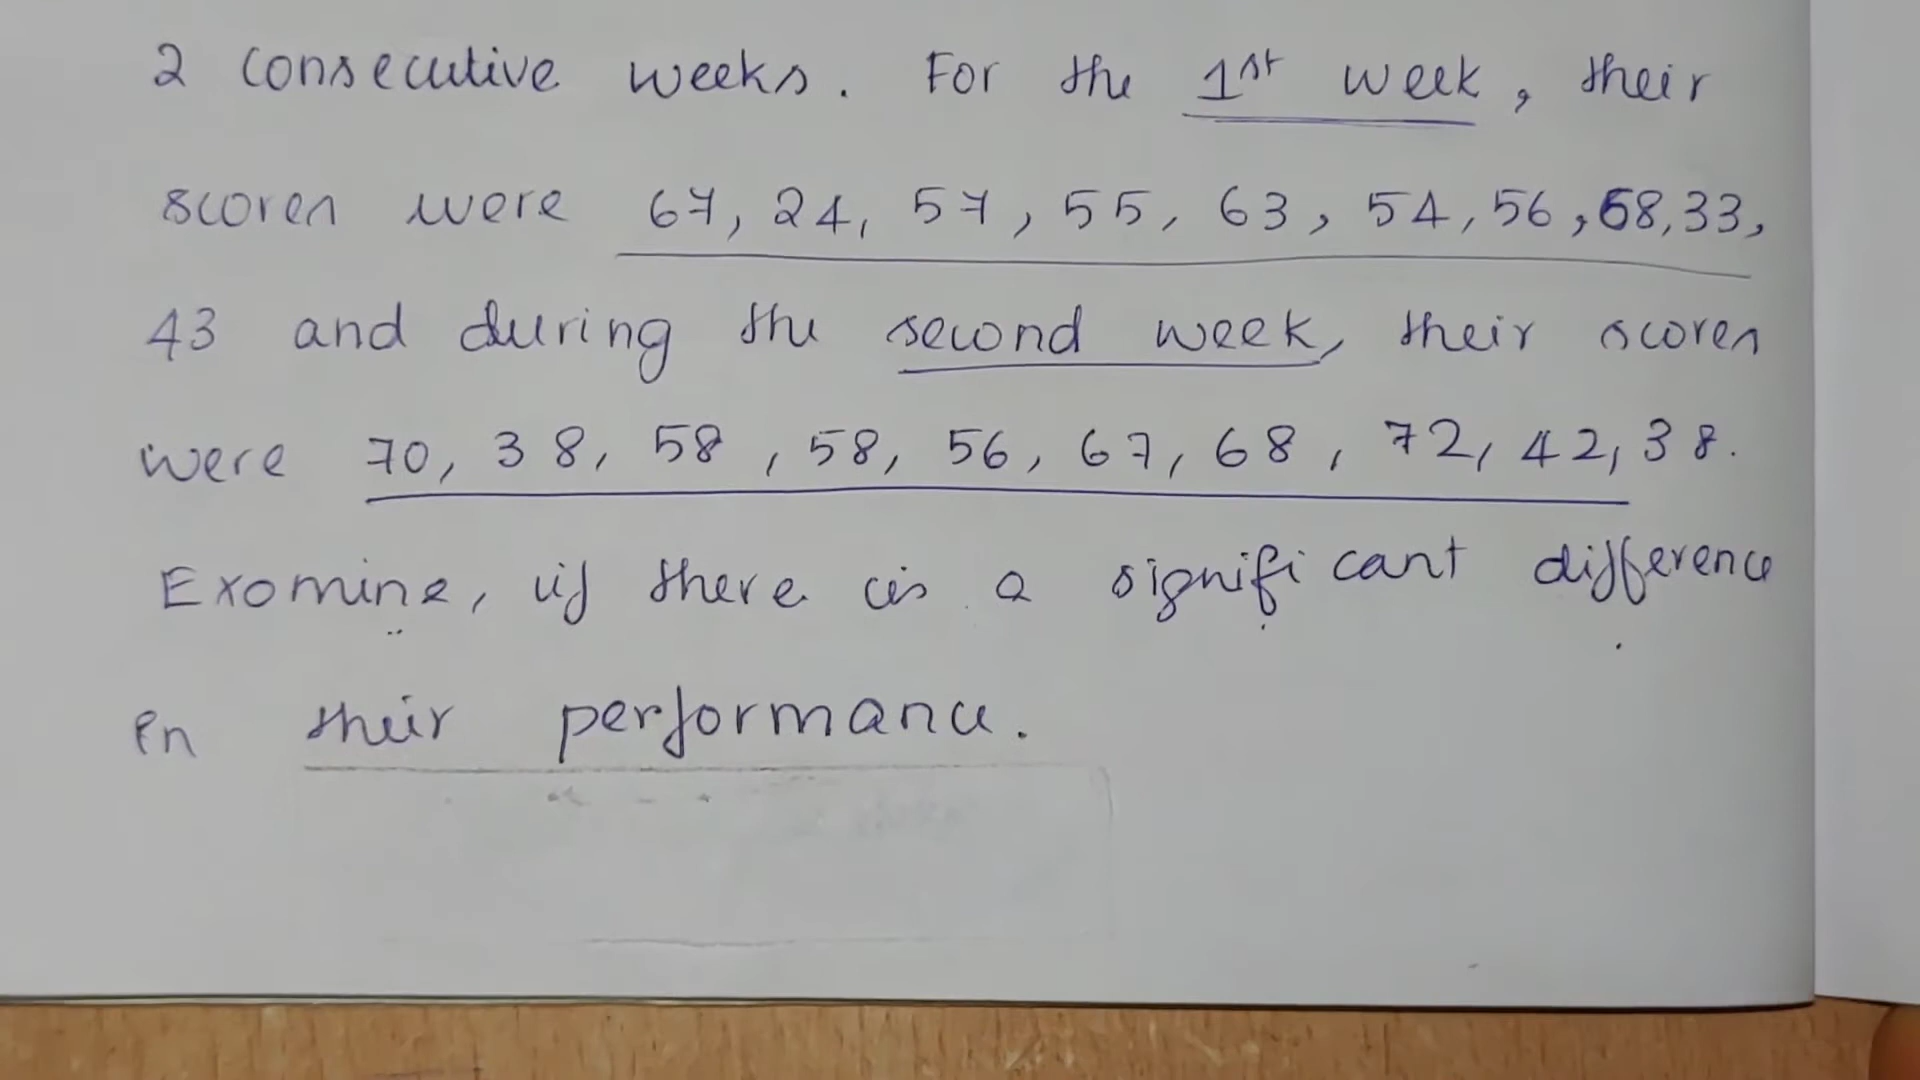 2 consecutive weeks. For the 1st week, their
scores were 67, 24, 57, 55, 63, 54, 56, 68, 33,
43 and during the second week, their scores
were 70, 38, 58, 58, 56, 67, 68, 72, 42, 38.
Examine, if there is a significant difference
in their performance.